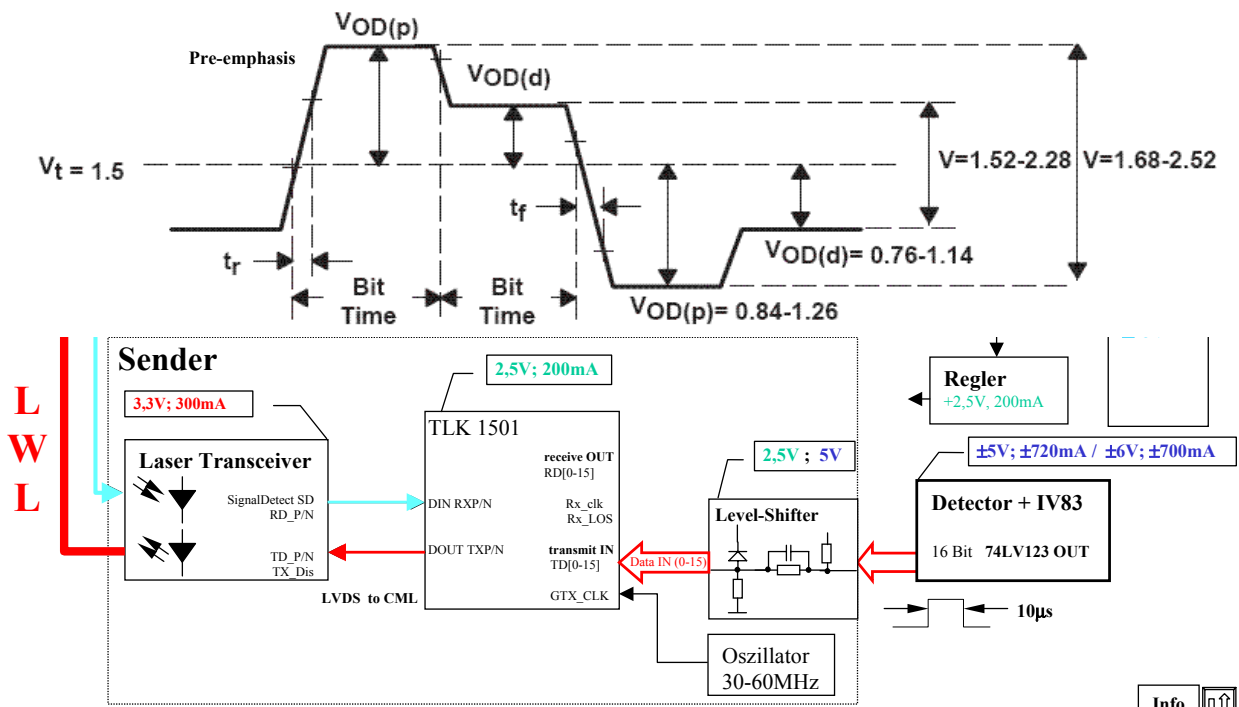 VOD(p)
Pre-emphasis
VOD(d)
Vt = 1.5
V=1.52-2.28
V=1.68-2.52
tf
tr
VOD(d)= 0.76-1.14
Bit Time
Bit Time
VOD(p)= 0.84-1.26
Sender
2,5V; 200mA
Regler
+2,5V, 200mA
L
W
L
3,3V; 300mA
TLK 1501
Laser Transceiver
receive OUT
RD[0-15]
2,5V ; 5V
±5V; ±720mA / ±6V; ±700mA
SignalDetect SD
RD_P/N
DIN RXP/N
Rx_clk
Rx_LOS
Level-Shifter
Detector + IV83
TD_P/N
TX_Dis
DOUT TXP/N
transmit IN
TD[0-15]
Data IN (0-15)
16 Bit 74LV123 OUT
LVDS to CML
GTX_CLK
10µs
Oszillator
30-60MHz
Info